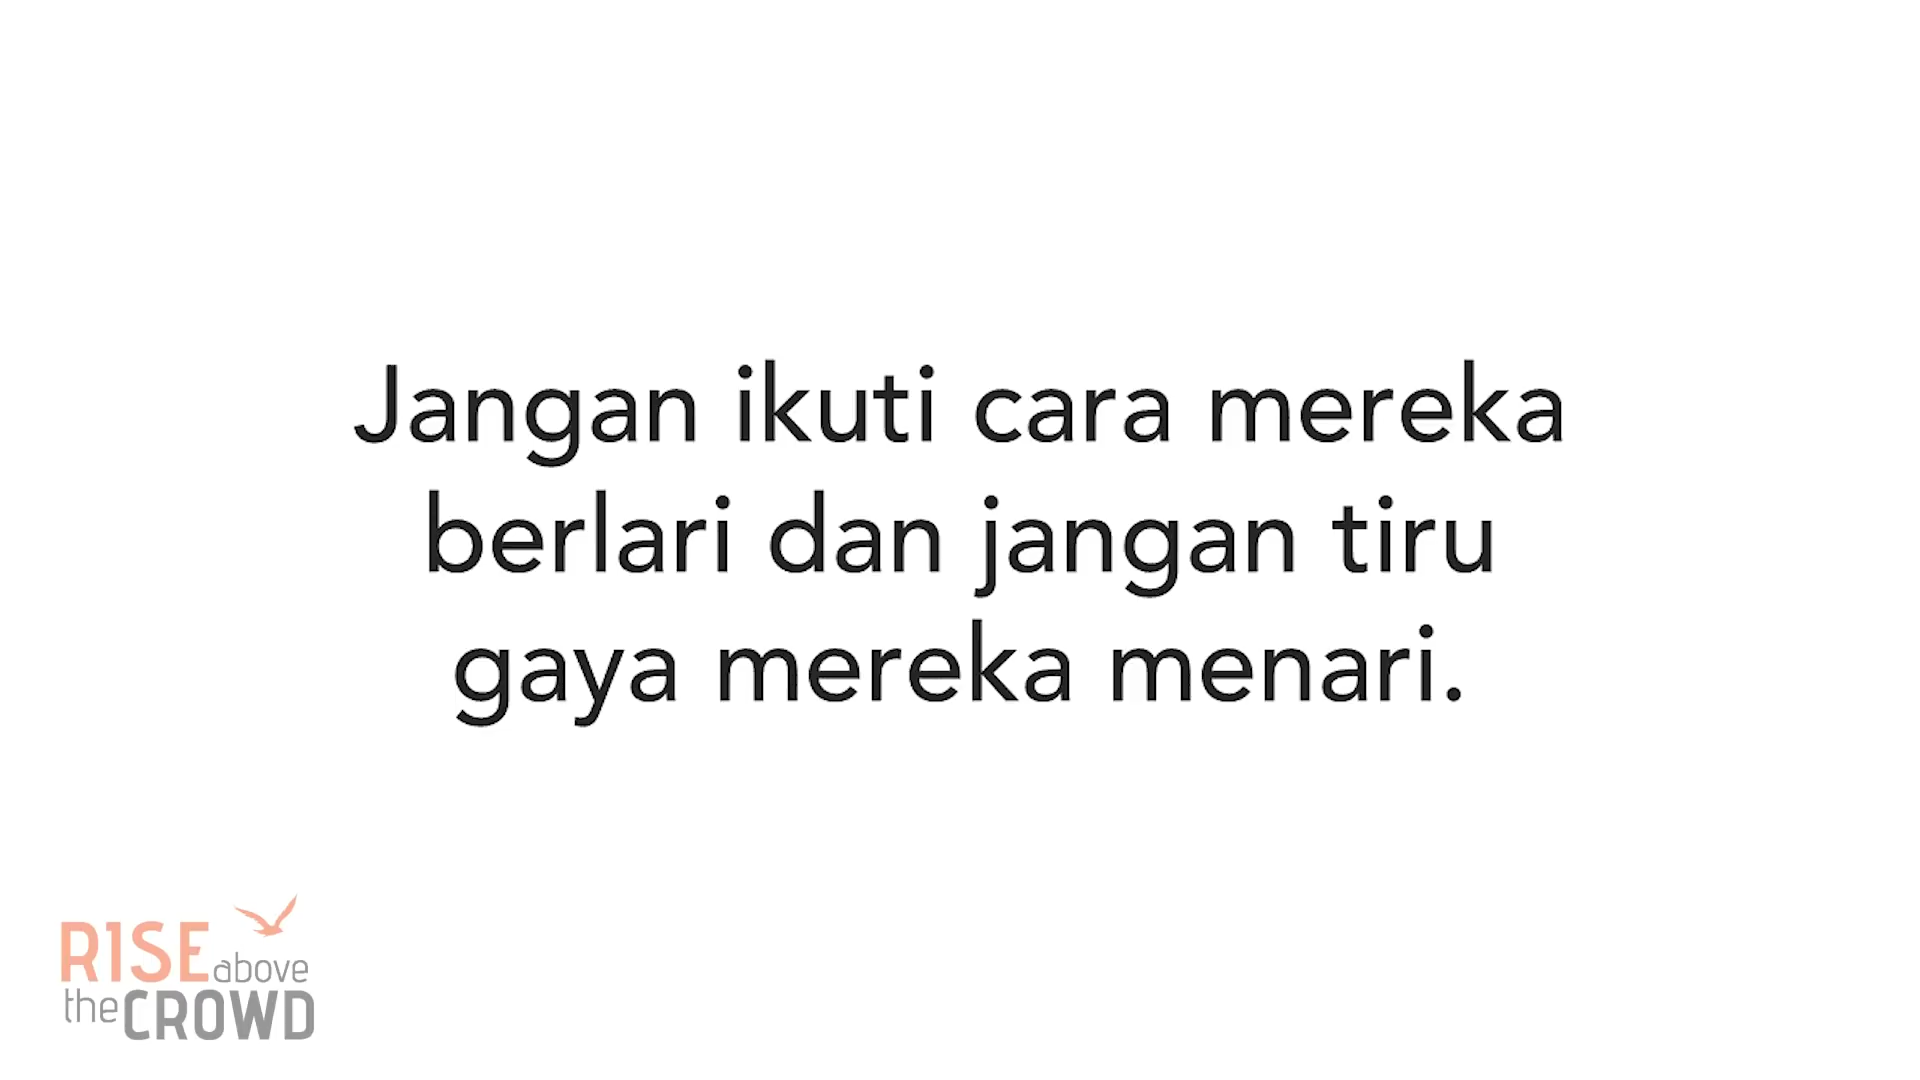 Jangan ikuti cara mereka
berlari dan jangan tiru
gaya mereka menari.
RISE above
the CROWD